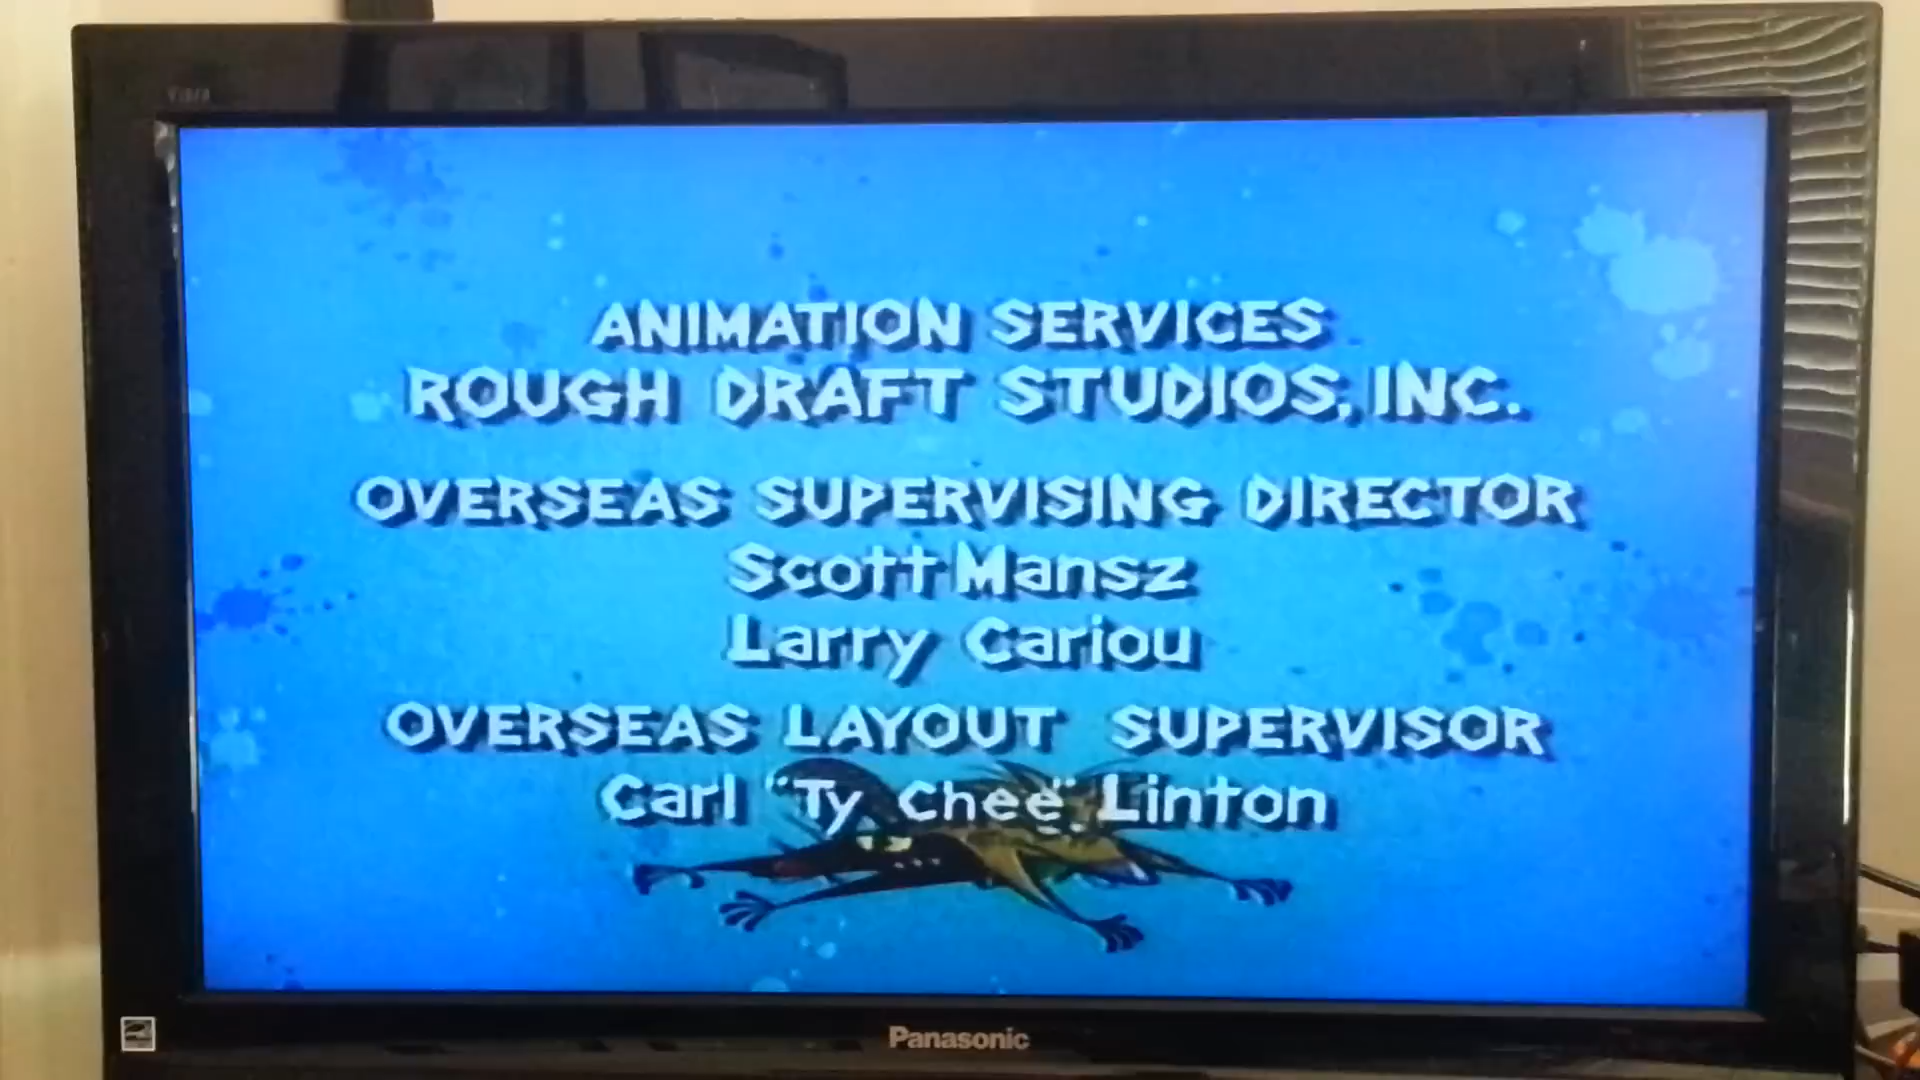 VIERA
ANIMATION SERVICES
ROUGH DRAFT STUDIOS, INC.
OVERSEAS SUPERVISING DIRECTOR
Scott Mansz
Larry Cariou
OVERSEAS LAYOUT SUPERVISOR
Carl "Ty Chee" Linton
Panasonic